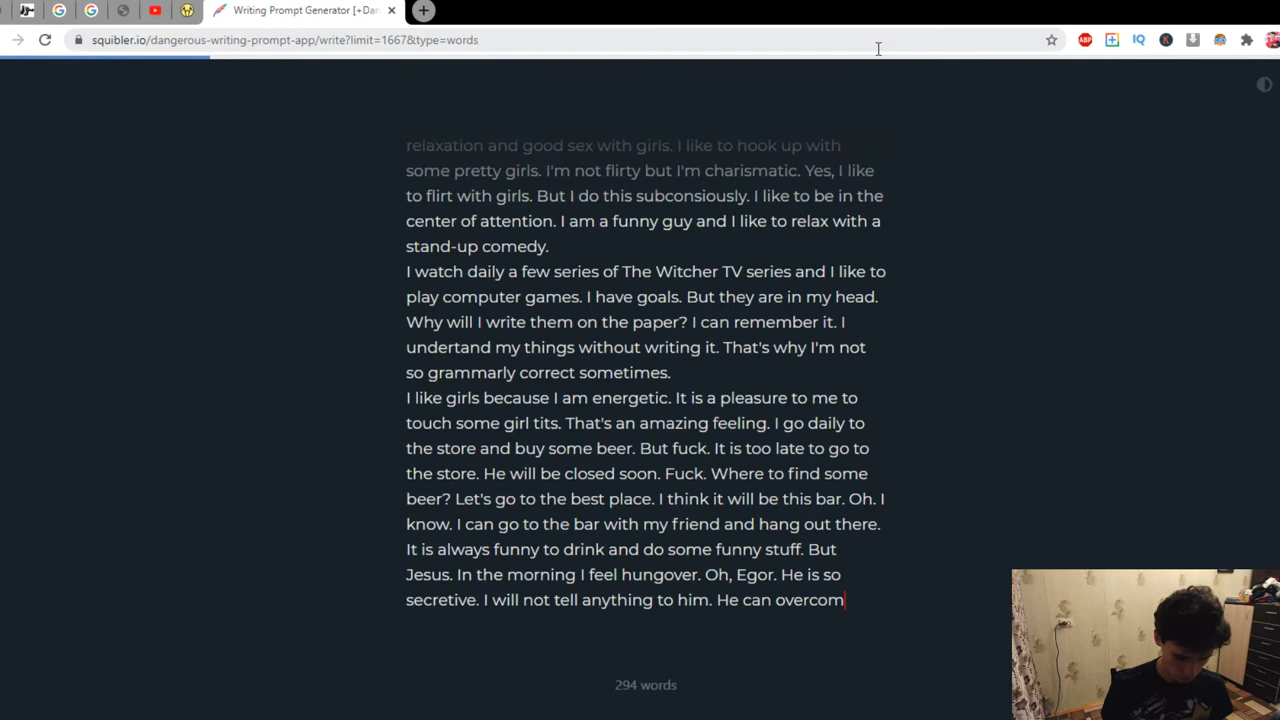 Writing Prompt Generator [+Dan
squibler.io/dangerous-writing-prompt-app/write?limit=1667&type=words
ABP
IQ
K
relaxation and good sex with girls. I like to hook up with
some pretty girls. I'm not flirty but I'm charismatic. Yes, I like
to flirt with girls. But I do this subconsiously. I like to be in the
center of attention. I am a funny guy and I like to relax with a
stand-up comedy.
I watch daily a few series of The Witcher TV series and I like to
play computer games. I have goals. But they are in my head.
Why will I write them on the paper? I can remember it. I
undertand my things without writing it. That's why I'm not
so grammarly correct sometimes.
I like girls because I am energetic. It is a pleasure to me to
touch some girl tits. That's an amazing feeling. I go daily to
the store and buy some beer. But fuck. It is too late to go to
the store. He will be closed soon. Fuck. Where to find some
beer? Let's go to the best place. I think it will be this bar. Oh. I
know. I can go to the bar with my friend and hang out there.
It is always funny to drink and do some funny stuff. But
Jesus. In the morning I feel hungover. Oh, Egor. He is so
secretive. I will not tell anything to him. He can overcom
294 words